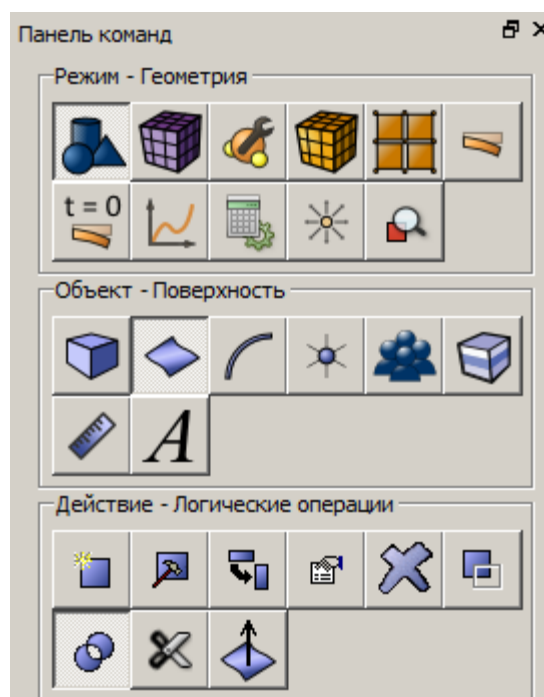 Панель команд
Режим - Геометрия
t = 0
Объект - Поверхность
A
Действие - Логические операции